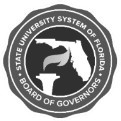 STATE UNIVERSITY SYSTEM OF FLORIDA
BOARD OF GOVERNORS